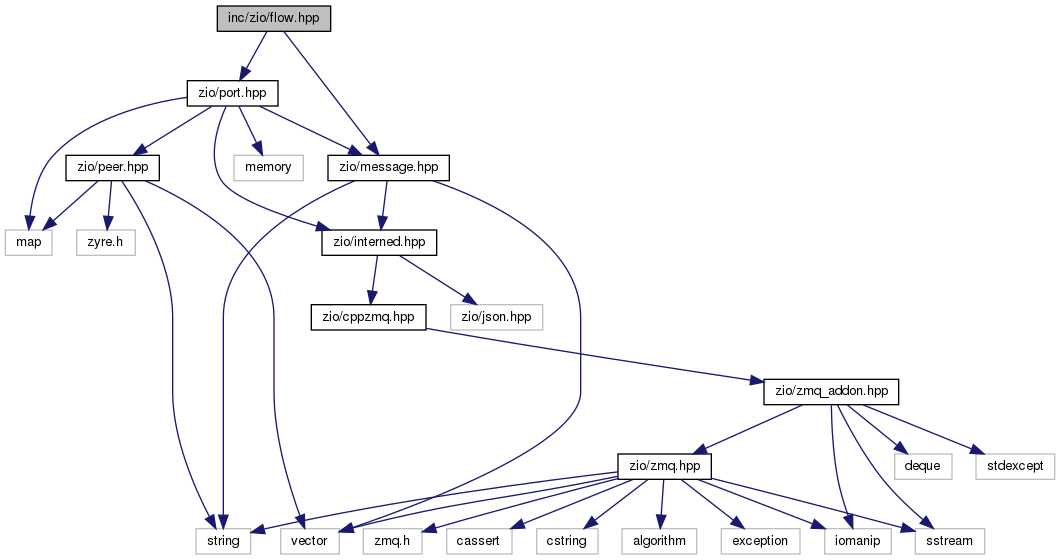 inc/zio/flow.hpp
zio/port.hpp
zio/peer.hpp
memory
zio/message.hpp
map
zyre.h
zio/interned.hpp
zio/cppzmq.hpp
zio/json.hpp
zio/zmq_addon.hpp
zio/zmq.hpp
deque
stdexcept
string
vector
zmq.h
cassert
cstring
algorithm
exception
iomanip
sstream